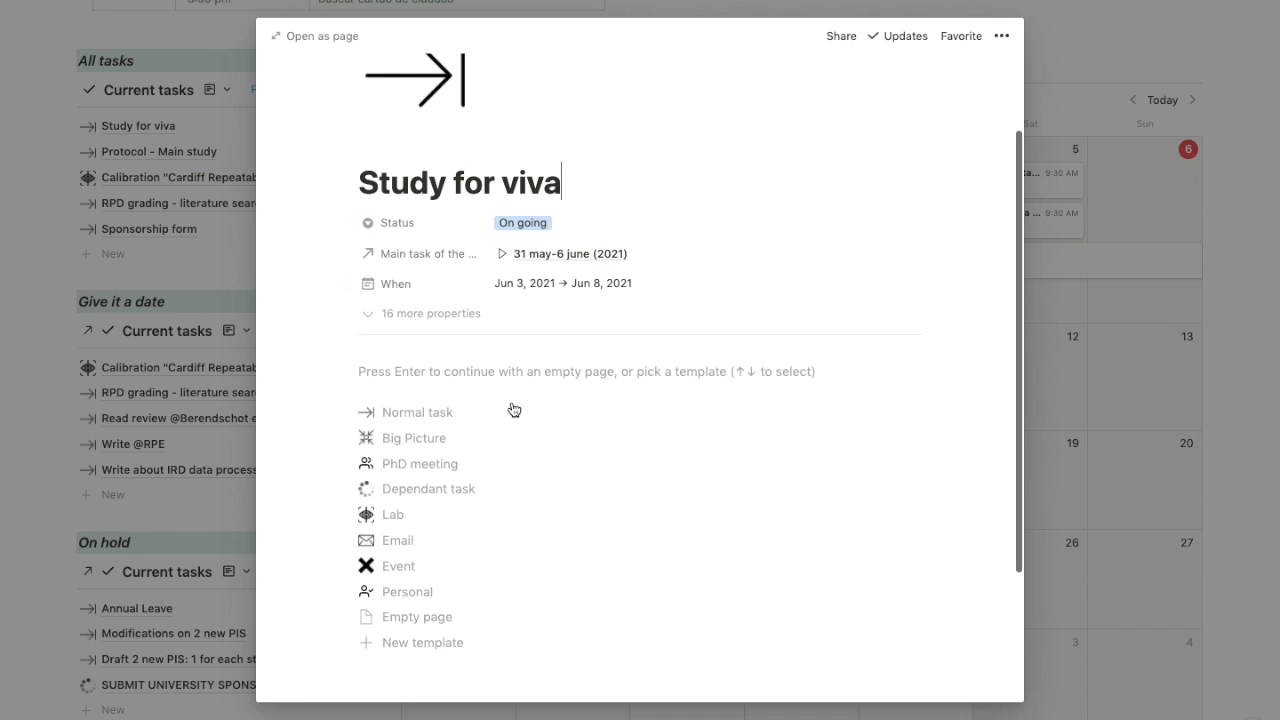 5:00 pm
Buscar cartão de cidadão
All tasks
Current tasks
Study for viva
Protocol - Main study
Calibration "Cardiff Repeatab
RPD grading - literature sear
Sponsorship form
New
Give it a date
Current tasks
Calibration "Cardiff Repeatab
RPD grading - literature sear
Read review @Berendschot e
Write @RPE
Write about IRD data process
New
On hold
Current tasks
Annual Leave
Modifications on 2 new PIS
Draft 2 new PIS: 1 for each st
SUBMIT UNIVERSITY SPONS
New
Open as page
Share
Updates
Favorite
•••
Study for viva
Status
On going
Main task of the ...
31 may-6 june (2021)
When
Jun 3, 2021 → Jun 8, 2021
16 more properties
Press Enter to continue with an empty page, or pick a template (↑↓ to select)
Normal task
Big Picture
PhD meeting
Dependant task
Lab
Email
Event
Personal
Empty page
New template
Today
Sat
Sun
5
6
9:30 AM
9:30 AM
12
13
19
20
26
27
3
4